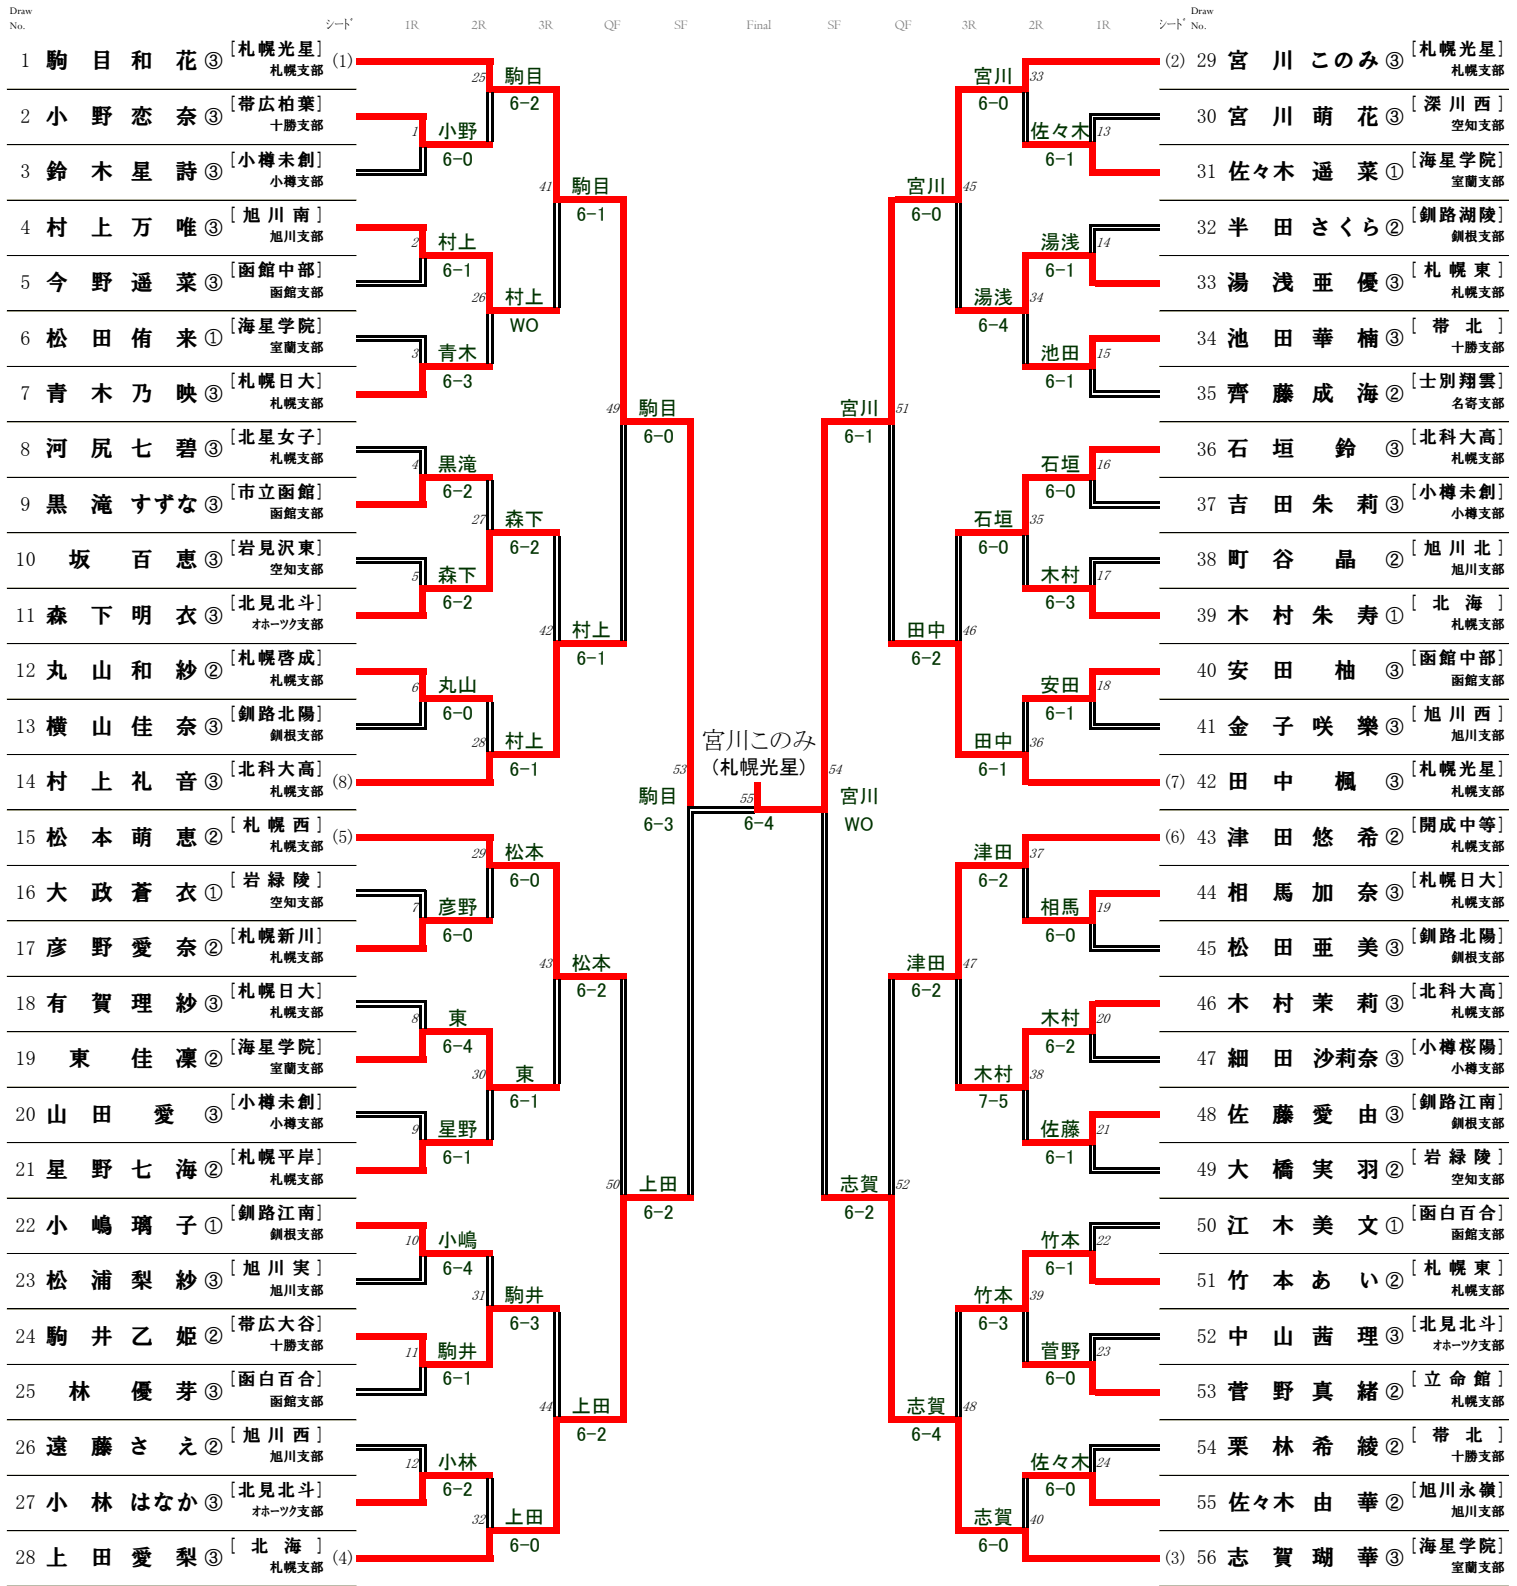 Draw No. シード 1R 2R 3R QF SF Final SF QF 3R 2R 1R シード Draw No.
1 駒目和花③ [札幌光星] 札幌支部 (1)
2 小野恋奈③ [帯広柏葉] 十勝支部
3 鈴木星詩③ [小樽未創] 小樽支部
4 村上万唯③ [旭川南] 旭川支部
5 今野遥菜③ [函館中部] 函館支部
6 松田侑来① [海星学院] 室蘭支部
7 青木乃映③ [札幌日大] 札幌支部
8 河尻七碧③ [北星女子] 札幌支部
9 黒滝すずな③ [市立函館] 函館支部
10 坂百恵③ [岩見沢東] 空知支部
11 森下明衣③ [北見北斗] オホーツク支部
12 丸山和紗② [札幌啓成] 札幌支部
13 横山佳奈③ [釧路北陽] 釧根支部
14 村上礼音③ [北科大高] 札幌支部 (8)
15 松本萌恵② [札幌西] 札幌支部 (5)
16 大政蒼衣① [岩緑陵] 空知支部
17 彦野愛奈② [札幌新川] 札幌支部
18 有賀理紗③ [札幌日大] 札幌支部
19 東佳凜② [海星学院] 室蘭支部
20 山田愛③ [小樽未創] 小樽支部
21 星野七海② [札幌平岸] 札幌支部
22 小嶋璃子① [釧路江南] 釧根支部
23 松浦梨紗③ [旭川実] 旭川支部
24 駒井乙姫② [帯広大谷] 十勝支部
25 林優芽③ [函白百合] 函館支部
26 遠藤さえ② [旭川西] 旭川支部
27 小林はなか③ [北見北斗] オホーツク支部
28 上田愛梨③ [北海] 札幌支部 (4)
1 小野 6-0
2 村上 6-1
3 青木 6-3
4 黒滝 6-2
5 森下 6-2
6 丸山 6-0
7 彦野 6-0
8 東 6-4
9 星野 6-1
10 小嶋 6-4
11 駒井 6-1
12 小林 6-2
25 駒目 6-2
26 村上 WO
27 森下 6-2
28 村上 6-1
29 松本 6-0
30 東 6-1
31 駒井 6-3
32 上田 6-0
41 駒目 6-1
42 村上 6-1
43 松本 6-2
44 上田 6-2
49 駒目 6-0
50 上田 6-2
53 駒目 6-3
宮川このみ
(札幌光星)
55 6-4
54 宮川 WO
51 宮川 6-1
52 志賀 6-2
45 宮川 6-0
46 田中 6-2
47 津田 6-2
48 志賀 6-4
33 宮川 6-0
34 湯浅 6-4
35 石垣 6-0
36 田中 6-1
37 津田 6-2
38 木村 7-5
39 竹本 6-3
40 志賀 6-0
13 佐々木 6-1
14 湯浅 6-1
15 池田 6-1
16 石垣 6-0
17 木村 6-3
18 安田 6-1
19 相馬 6-0
20 木村 6-2
21 佐藤 6-1
22 竹本 6-1
23 菅野 6-0
24 佐々木 6-0
(2) 29 宮川このみ③ [札幌光星] 札幌支部
30 宮川萌花③ [深川西] 空知支部
31 佐々木遥菜① [海星学院] 室蘭支部
32 半田さくら② [釧路湖陵] 釧根支部
33 湯浅亜優③ [札幌東] 札幌支部
34 池田華楠③ [帯北] 十勝支部
35 齊藤成海② [士別翔雲] 名寄支部
36 石垣鈴③ [北科大高] 札幌支部
37 吉田朱莉③ [小樽未創] 小樽支部
38 町谷晶② [旭川北] 旭川支部
39 木村朱寿① [北海] 札幌支部
40 安田柚③ [函館中部] 函館支部
41 金子咲樂③ [旭川西] 旭川支部
(7) 42 田中楓③ [札幌光星] 札幌支部
(6) 43 津田悠希② [開成中等] 札幌支部
44 相馬加奈③ [札幌日大] 札幌支部
45 松田亜美③ [釧路北陽] 釧根支部
46 木村茉莉③ [北科大高] 札幌支部
47 細田沙莉奈③ [小樽桜陽] 小樽支部
48 佐藤愛由③ [釧路江南] 釧根支部
49 大橋実羽② [岩緑陵] 空知支部
50 江木美文① [函白百合] 函館支部
51 竹本あい② [札幌東] 札幌支部
52 中山茜理③ [北見北斗] オホーツク支部
53 菅野真緒② [立命館] 札幌支部
54 栗林希綾② [帯北] 十勝支部
55 佐々木由華② [旭川永嶺] 旭川支部
(3) 56 志賀瑚華③ [海星学院] 室蘭支部